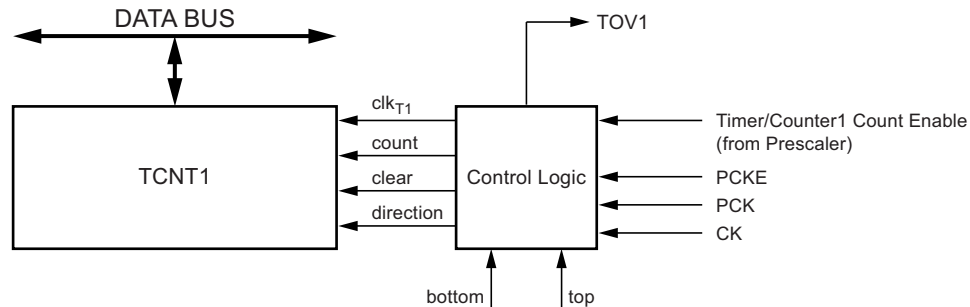 DATA BUS
TOV1
TCNT1
clkT1
count
clear
direction
Control Logic
Timer/Counter1 Count Enable
(from Prescaler)
PCKE
PCK
CK
bottom
top